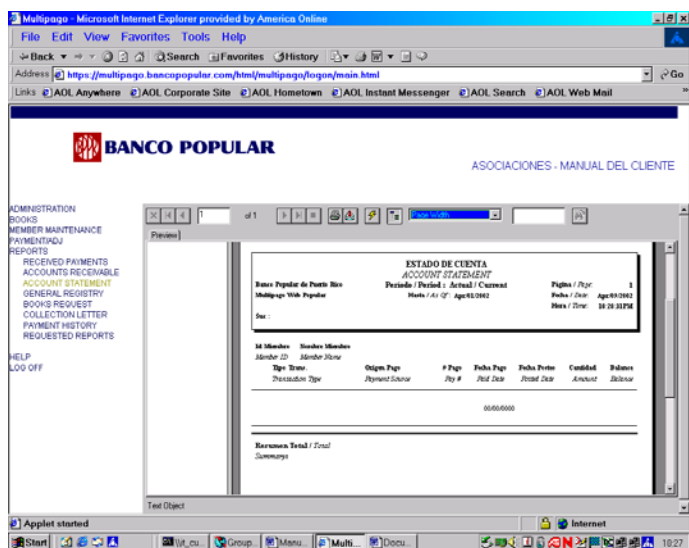 Multipago - Microsoft Internet Explorer provided by America Online
File Edit View Favorites Tools Help
Back Search Favorites History
Address https://multipago.bancopopular.com/html/multipago/logon/main.html Go
Links AOL Anywhere AOL Corporate Site AOL Hometown AOL Instant Messenger AOL Search AOL Web Mail
BANCO POPULAR
ASOCIACIONES - MANUAL DEL CLIENTE
ADMINISTRATION
BOOKS
MEMBER MAINTENANCE
PAYMENT/ADJ
REPORTS
RECEIVED PAYMENTS
ACCOUNTS RECEIVABLE
ACCOUNT STATEMENT
GENERAL REGISTRY
BOOKS REQUEST
COLLECTION LETTER
PAYMENT HISTORY
REQUESTED REPORTS
HELP
LOG OFF
1 of 1 Page Width
Preview
ESTADO DE CUENTA
ACCOUNT STATEMENT
Banco Popular de Puerto Rico Periodo / Period : Actual / Current Página / Page: 1
Multipago Web Popular Hasta / As Of : Apr/01/2002 Fecha / Date: Apr/09/2002
Hora / Time: 10:20:31PM
Suc :
Id Miembro Nombre Miembro
Member ID Member Name
Tipo Trans. Origen Pago # Pago Fecha Pago Fecha Posteo Cantidad Balance
Transaction Type Payment Source Pay # Paid Date Posted Date Amount Balance
00/00/0000
Resumen Total / Total
Summarys
Text Object
Applet started Internet
Start Vit_cu... Group... Manu... Multi... Docu... 10:27